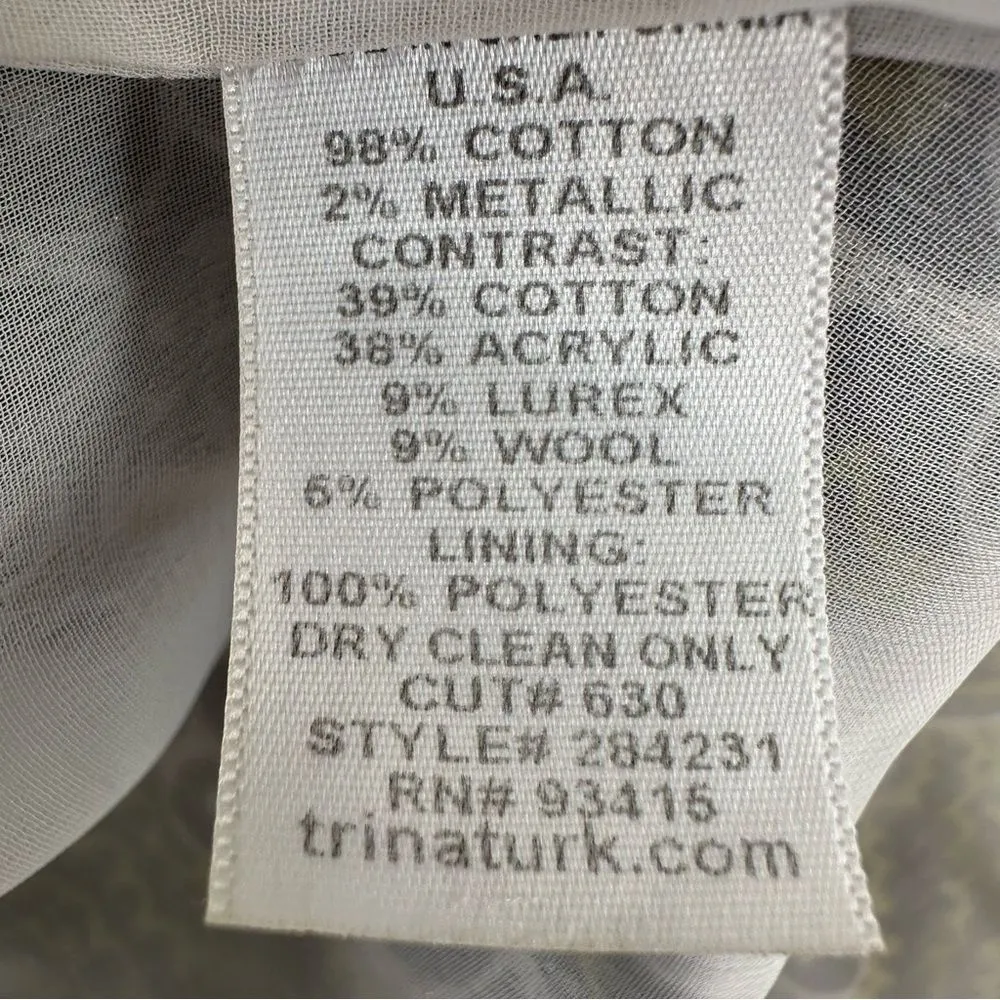 U.S.A.
98% COTTON
2% METALLIC
CONTRAST:
39% COTTON
38% ACRYLIC
9% LUREX
9% WOOL
6% POLYESTER
LINING:
100% POLYESTER
DRY CLEAN ONLY
CUT# 630
STYLE# 284231
RN# 93415
trinaturk.com